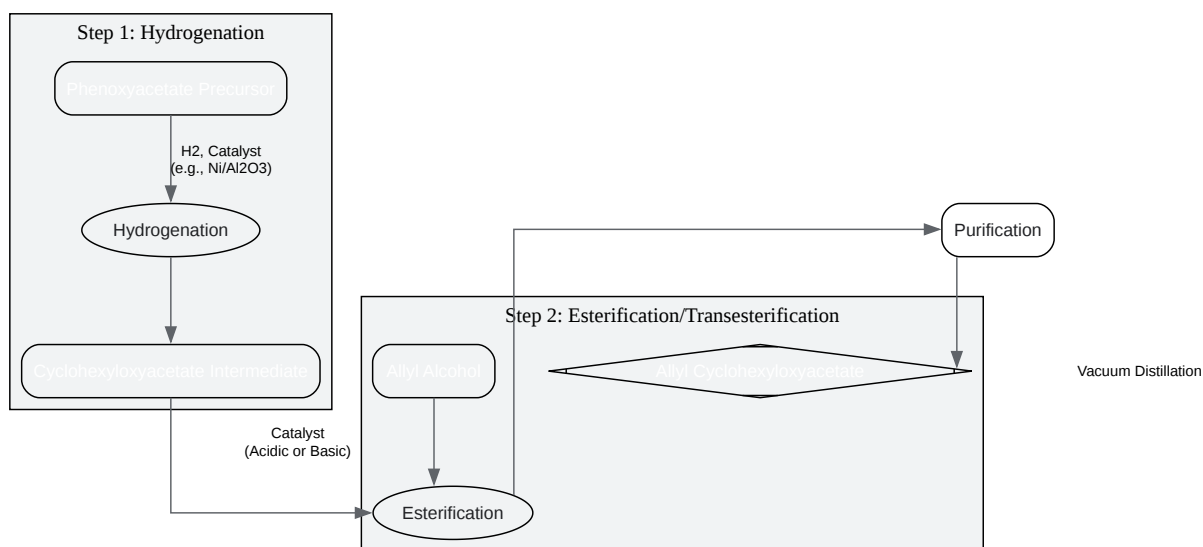 Step 1: Hydrogenation
Phenoxyacetate Precursor
H2, Catalyst
(e.g., Ni/Al2O3)
Hydrogenation
Cyclohexyloxyacetate Intermediate
Catalyst
(Acidic or Basic)
Step 2: Esterification/Transesterification
Allyl Alcohol
Esterification
Purification
Allyl Cyclohexyloxyacetate
Vacuum Distillation